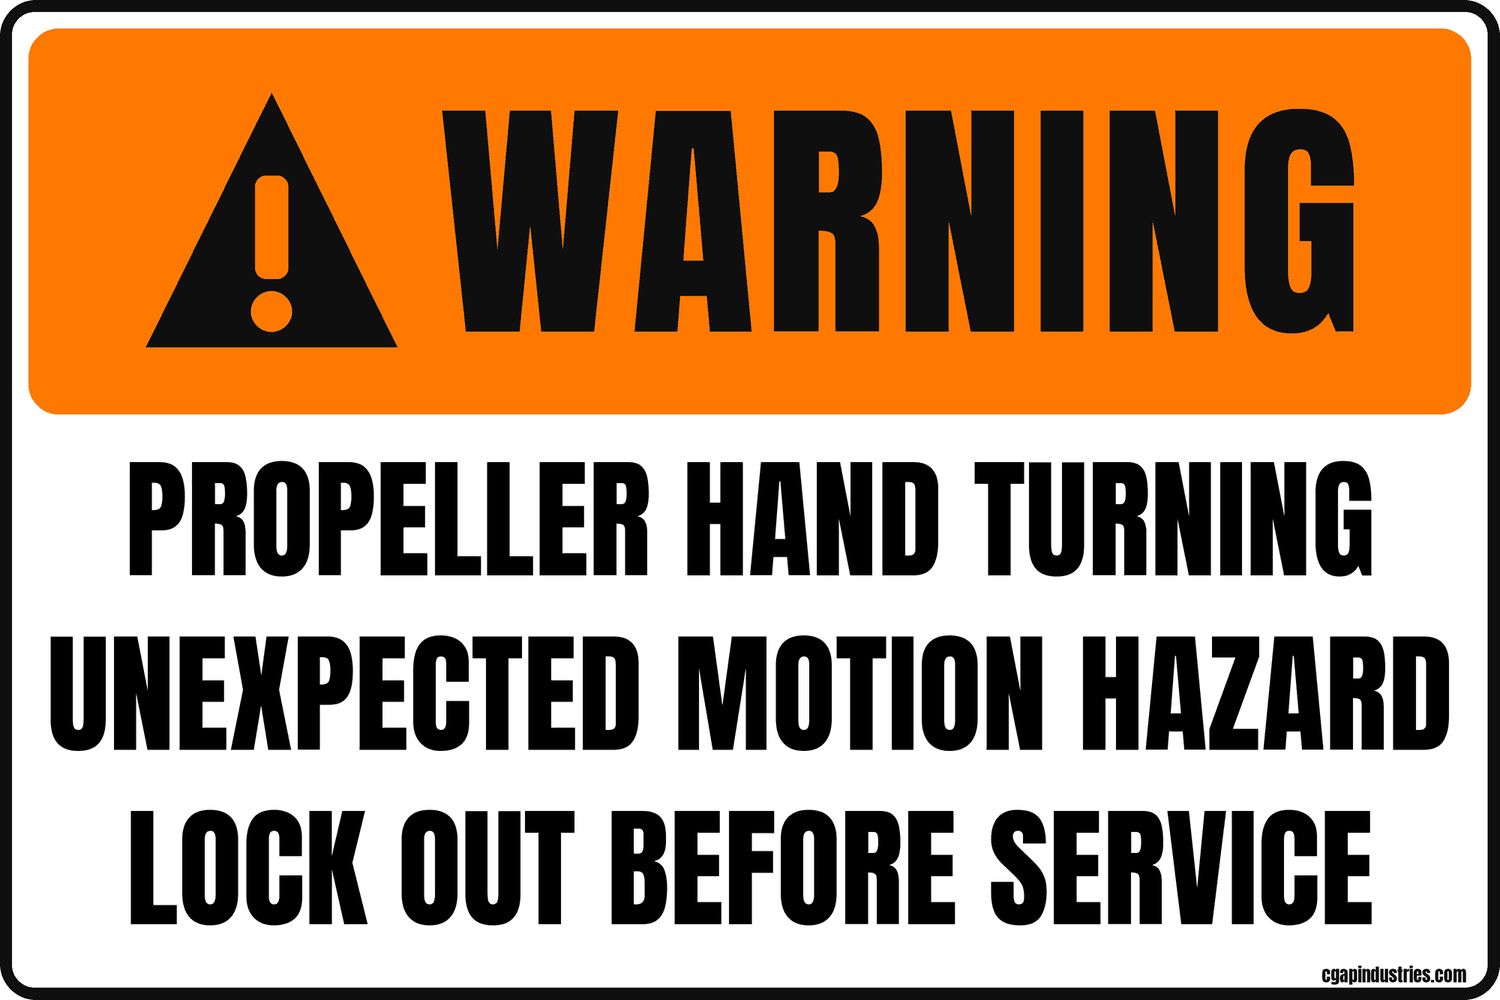 WARNING
PROPELLER HAND TURNING
UNEXPECTED MOTION HAZARD
LOCK OUT BEFORE SERVICE
cgapindustries.com